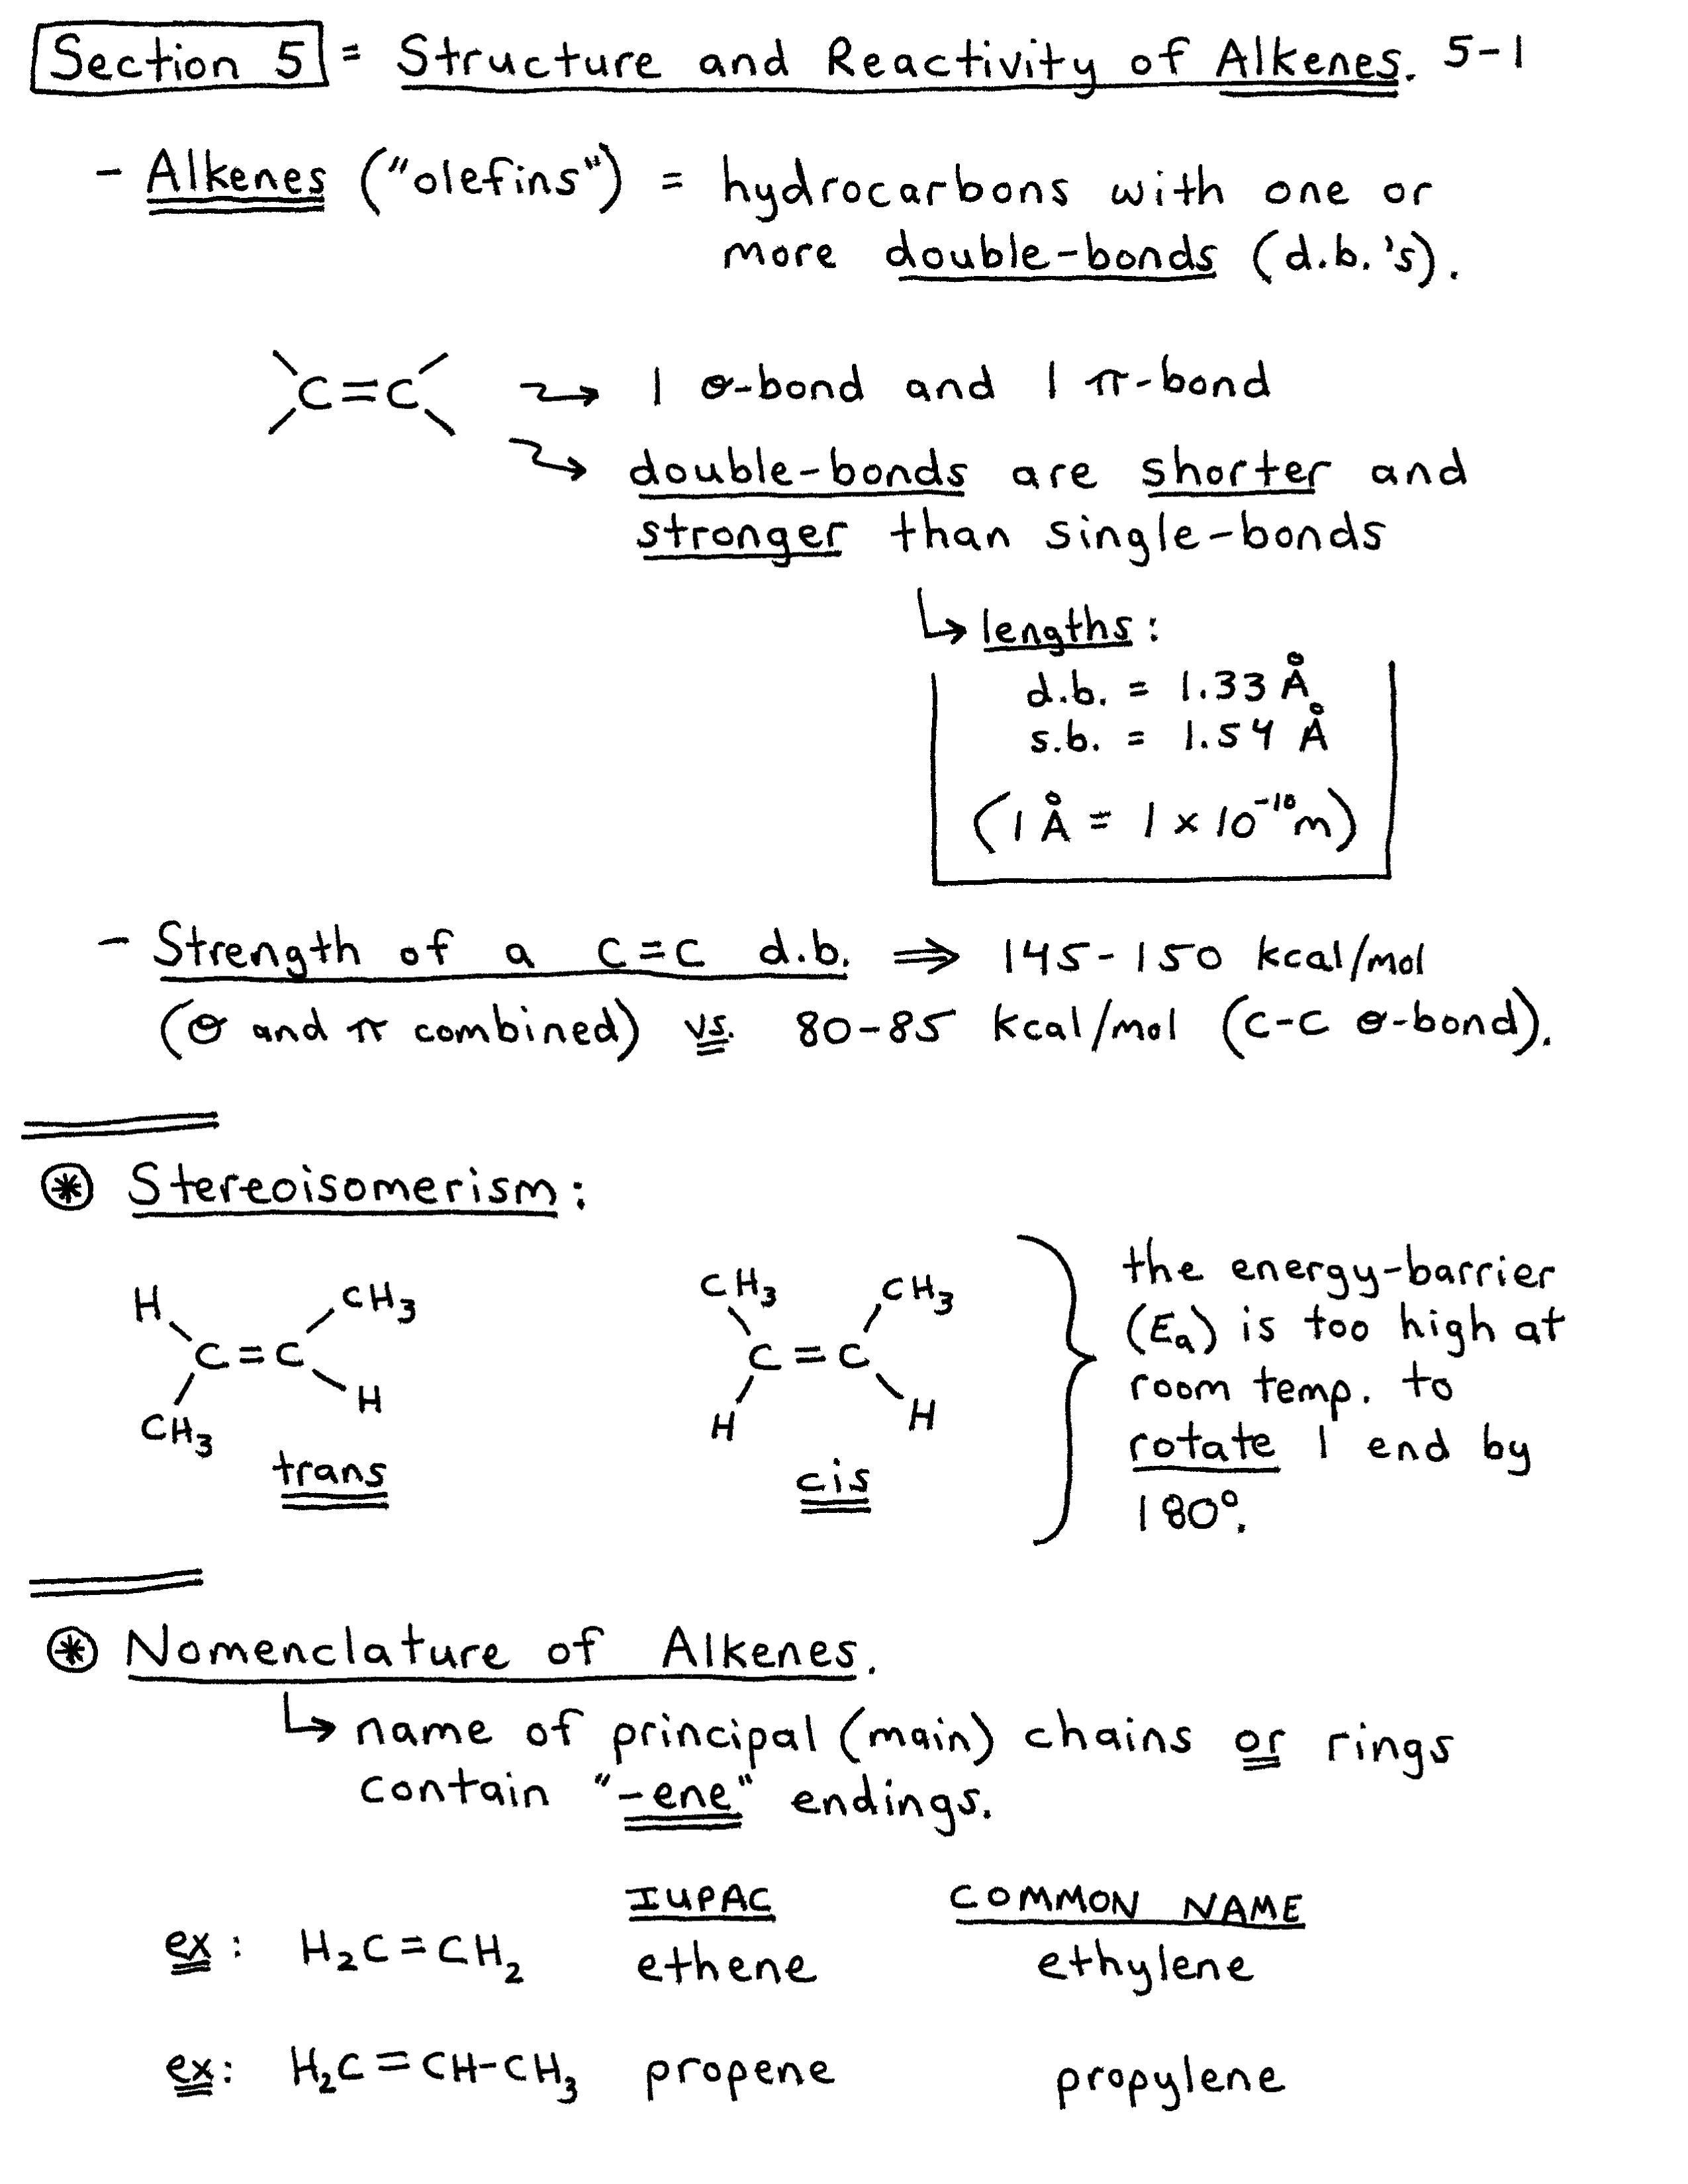 Section 5 = Structure and Reactivity of Alkenes. 5-1
- Alkenes ("olefins") = hydrocarbons with one or
more double-bonds (d.b.'s).
C=C → 1 σ-bond and 1 π-bond
→ double-bonds are shorter and
stronger than single-bonds
↳ lengths:
d.b. = 1.33 Å
s.b. = 1.54 Å
(1 Å = 1 x 10⁻¹⁰ m)
- Strength of a C=C d.b. ⇒ 145-150 kcal/mol
(σ and π combined) vs. 80-85 kcal/mol (C-C σ-bond).
⊛ Stereoisomerism:
H CH₃
C=C
CH₃ H
trans
CH₃ CH₃
C=C
H H
cis
the energy-barrier
(Ea) is too high at
room temp. to
rotate 1 end by
180°.
⊛ Nomenclature of Alkenes.
↳ name of principal (main) chains or rings
contain "-ene" endings.
IUPAC COMMON NAME
ex: H₂C=CH₂ ethene ethylene
ex: H₂C=CH-CH₃ propene propylene